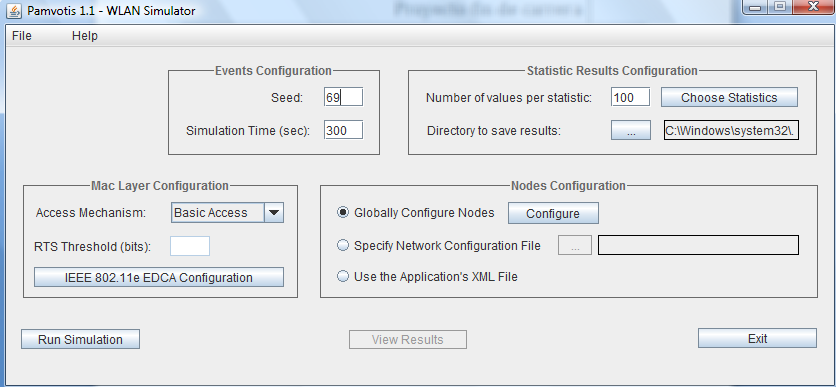 Proyecto fin de carrera
Pamvotis 1.1 - WLAN Simulator
File Help
Events Configuration
Seed: 69
Simulation Time (sec): 300
Statistic Results Configuration
Number of values per statistic: 100 Choose Statistics
Directory to save results: ... C:\Windows\system32\.
Mac Layer Configuration
Access Mechanism: Basic Access
RTS Threshold (bits):
IEEE 802.11e EDCA Configuration
Nodes Configuration
Globally Configure Nodes Configure
Specify Network Configuration File ...
Use the Application's XML File
Run Simulation View Results Exit